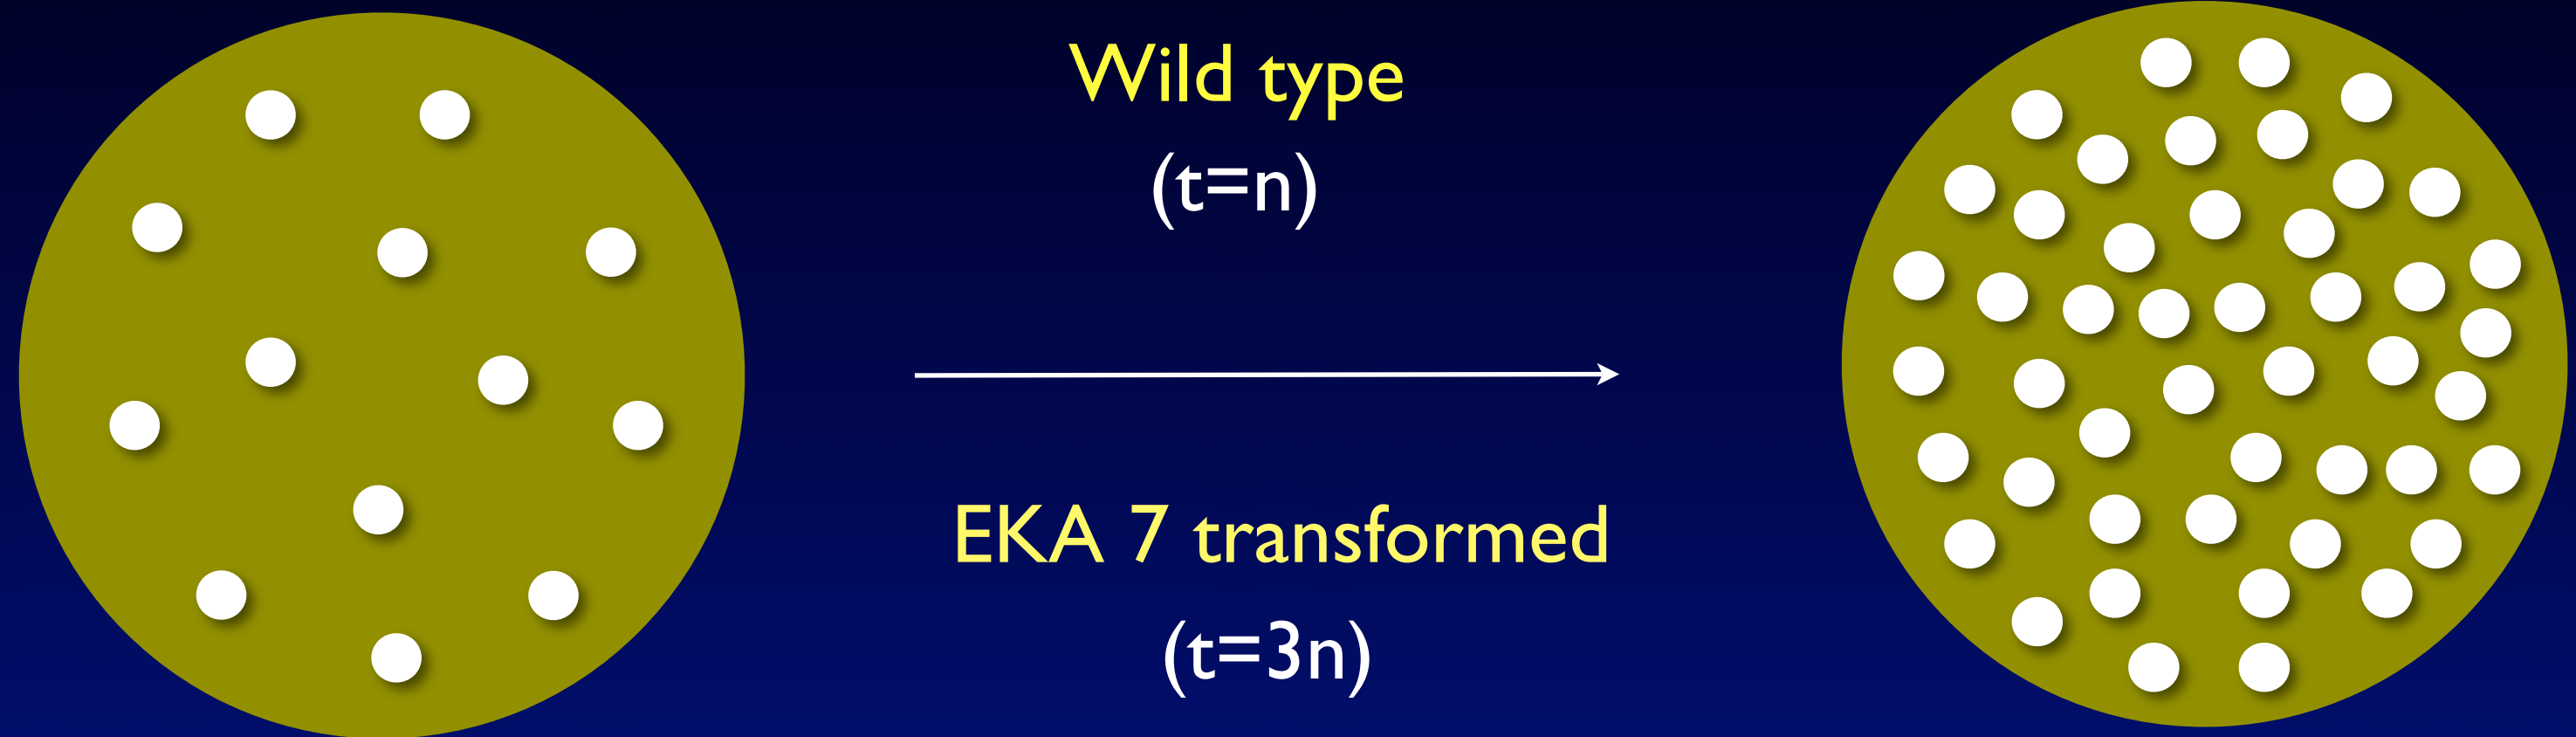 Wild type
(t=n)
EKA 7 transformed
(t=3n)